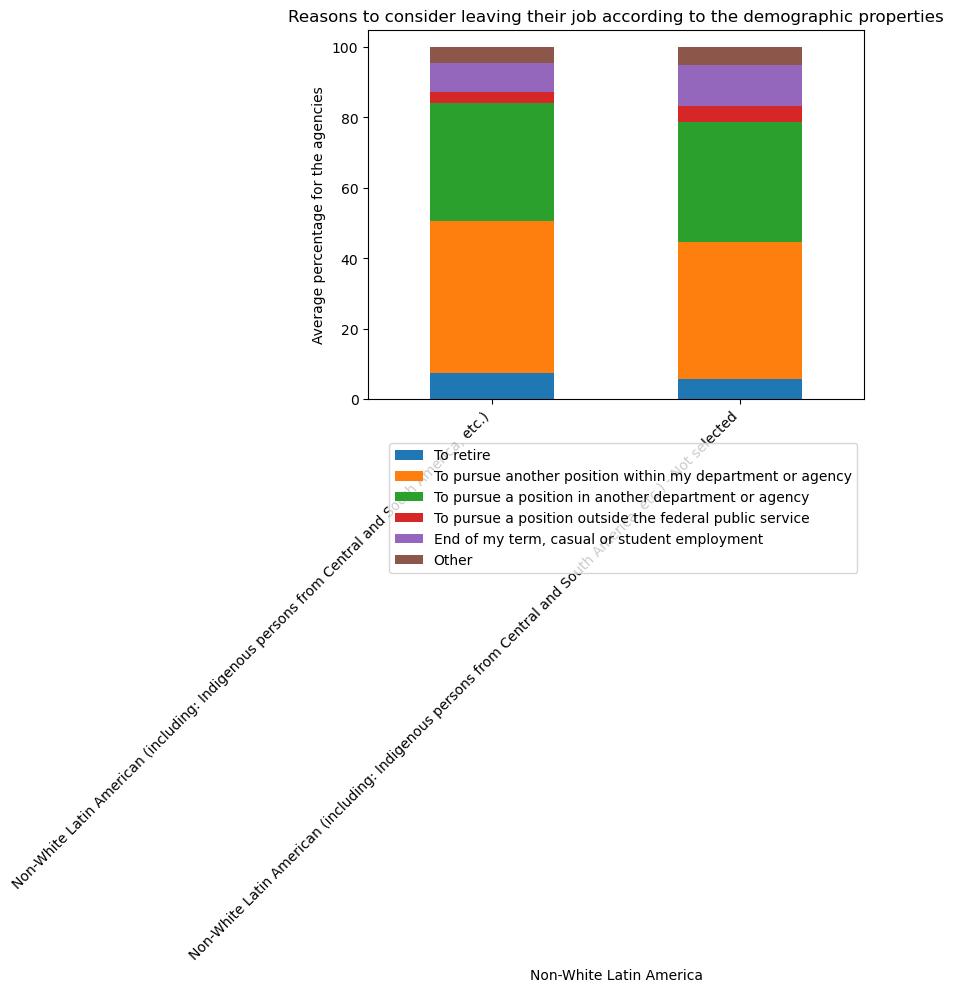 Reasons to consider leaving their job according to the demographic properties
Average percentage for the agencies
100
80
60
40
20
0
Non-White Latin American (including: Indigenous persons from Central and South America, etc.)
Non-White Latin American (including: Indigenous persons from Central and South America, etc.) - Not selected
To retire
To pursue another position within my department or agency
To pursue a position in another department or agency
To pursue a position outside the federal public service
End of my term, casual or student employment
Other
Non-White Latin America